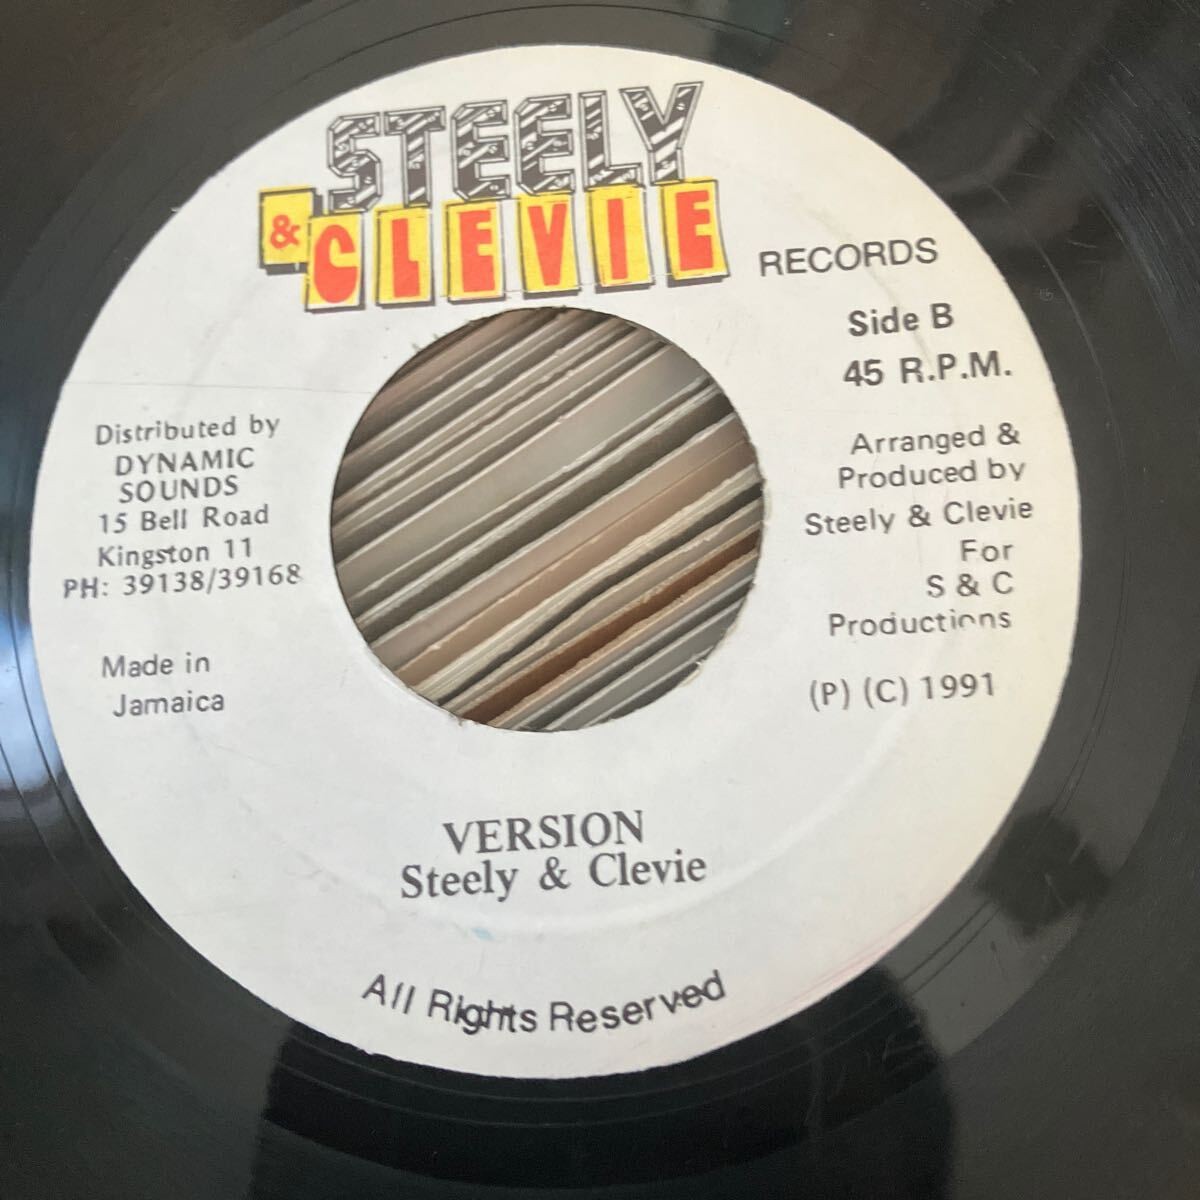 STEELY
& CLEVIE
RECORDS
Side B
45 R.P.M.
Distributed by
DYNAMIC
SOUNDS
15 Bell Road
Kingston 11
PH: 39138/39168
Made in
Jamaica
Arranged &
Produced by
Steely & Clevie
For
S & C
Productions
(P) (C) 1991
VERSION
Steely & Clevie
All Rights Reserved